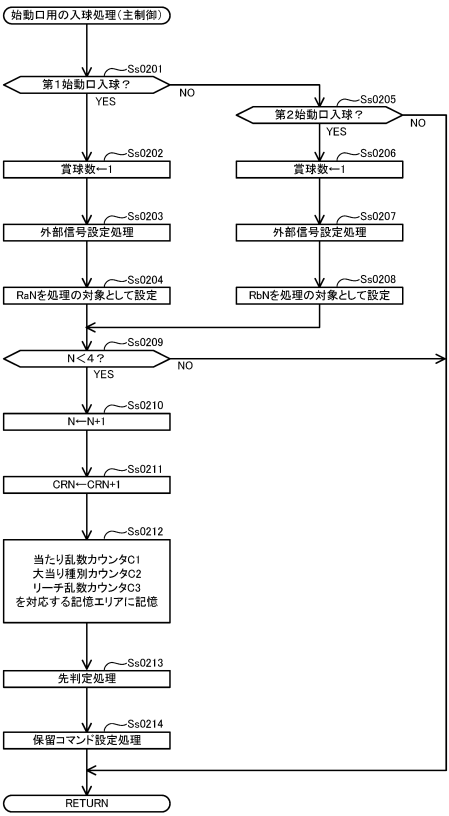 始動口用の入球処理(主制御)
Ss0201
第1始動口入球？
YES
NO
Ss0205
第2始動口入球？
YES
NO
Ss0202
賞球数←1
Ss0206
賞球数←1
Ss0203
外部信号設定処理
Ss0207
外部信号設定処理
Ss0204
RaNを処理の対象として設定
Ss0208
RbNを処理の対象として設定
Ss0209
N＜4？
YES
NO
Ss0210
N←N+1
Ss0211
CRN←CRN+1
Ss0212
当たり乱数カウンタC1
大当り種別カウンタC2
リーチ乱数カウンタC3
を対応する記憶エリアに記憶
Ss0213
先判定処理
Ss0214
保留コマンド設定処理
RETURN